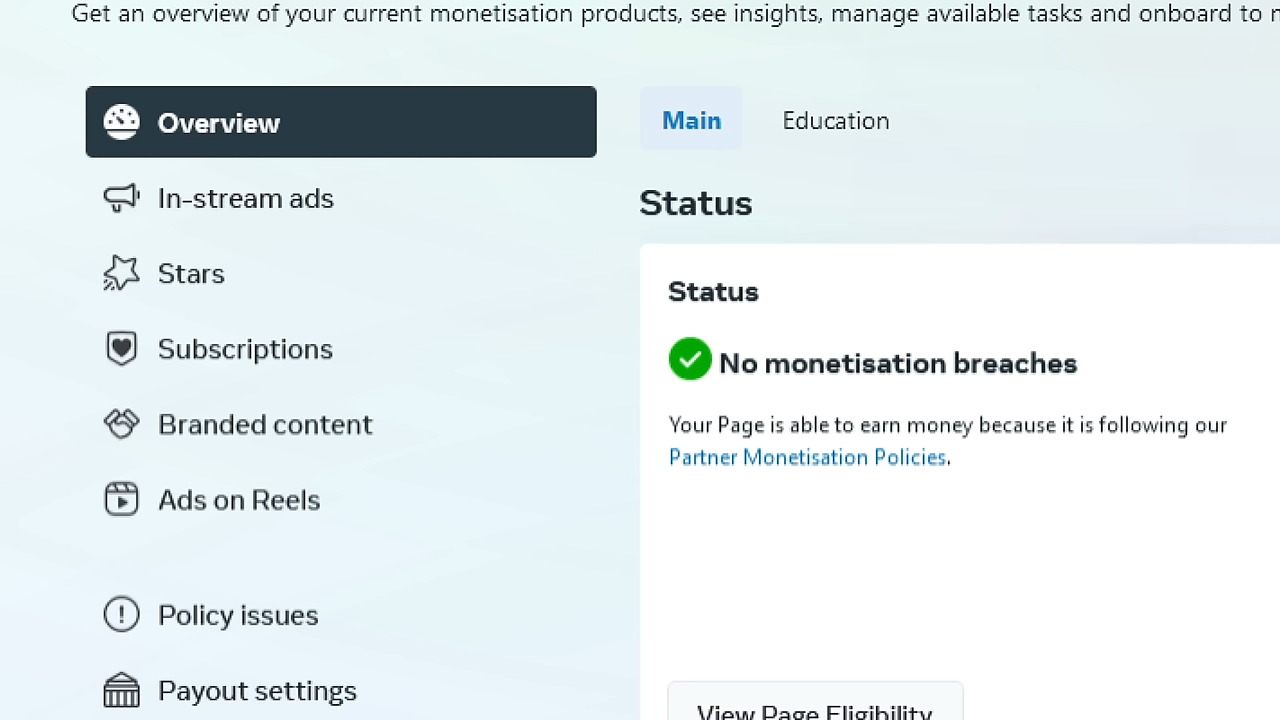 Get an overview of your current monetisation products, see insights, manage available tasks and onboard to
Overview
In-stream ads
Stars
Subscriptions
Branded content
Ads on Reels
Policy issues
Payout settings
Main Education
Status
Status
No monetisation breaches
Your Page is able to earn money because it is following our
Partner Monetisation Policies.
View Page Eligibility